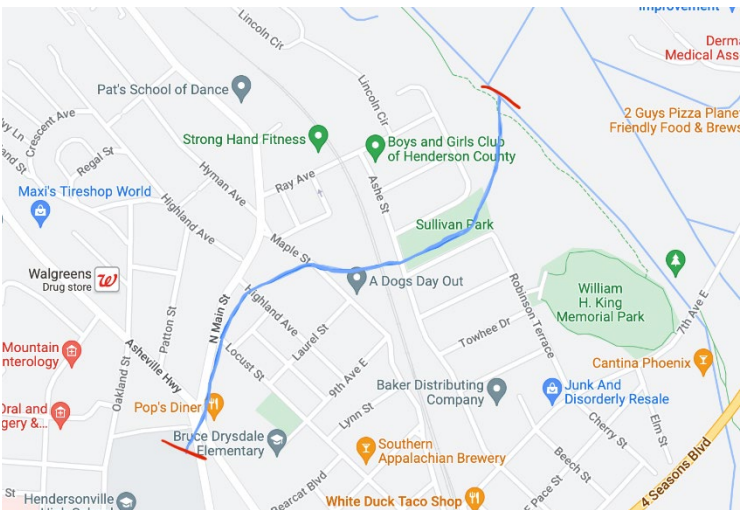 Improvement
Lincoln Cir
Derma
Medical Ass
Pat's School of Dance
Lincoln Cir
Crescent Ave
2 Guys Pizza Plane
Friendly Food & Brews
Strong Hand Fitness
Boys and Girls Club
of Henderson County
Regal St
Hyman Ave
Ray Ave
Ashe St
Maxi's Tireshop World
Highland Ave
Sullivan Park
Maple St
Walgreens
Drug store
A Dogs Day Out
William
H. King
Memorial Park
Robinson Terrace
7th Ave E
N Main St
Highland Ave
Patton St
Laurel St
Towhee Dr
Mountain
nterology
Asheville Hwy
Oakland St
Locust St
9th Ave E
Cantina Phoenix
Baker Distributing
Company
Junk And
Disorderly Resale
Pop's Diner
Oral and
gery &...
Lynn St
Cherry St
Elm St
Bruce Drysdale
Elementary
Southern
Appalachian Brewery
Beech St
4 Seasons Blvd
Bearcat Blvd
White Duck Taco Shop
E Pace St
St
Hendersonville
High School